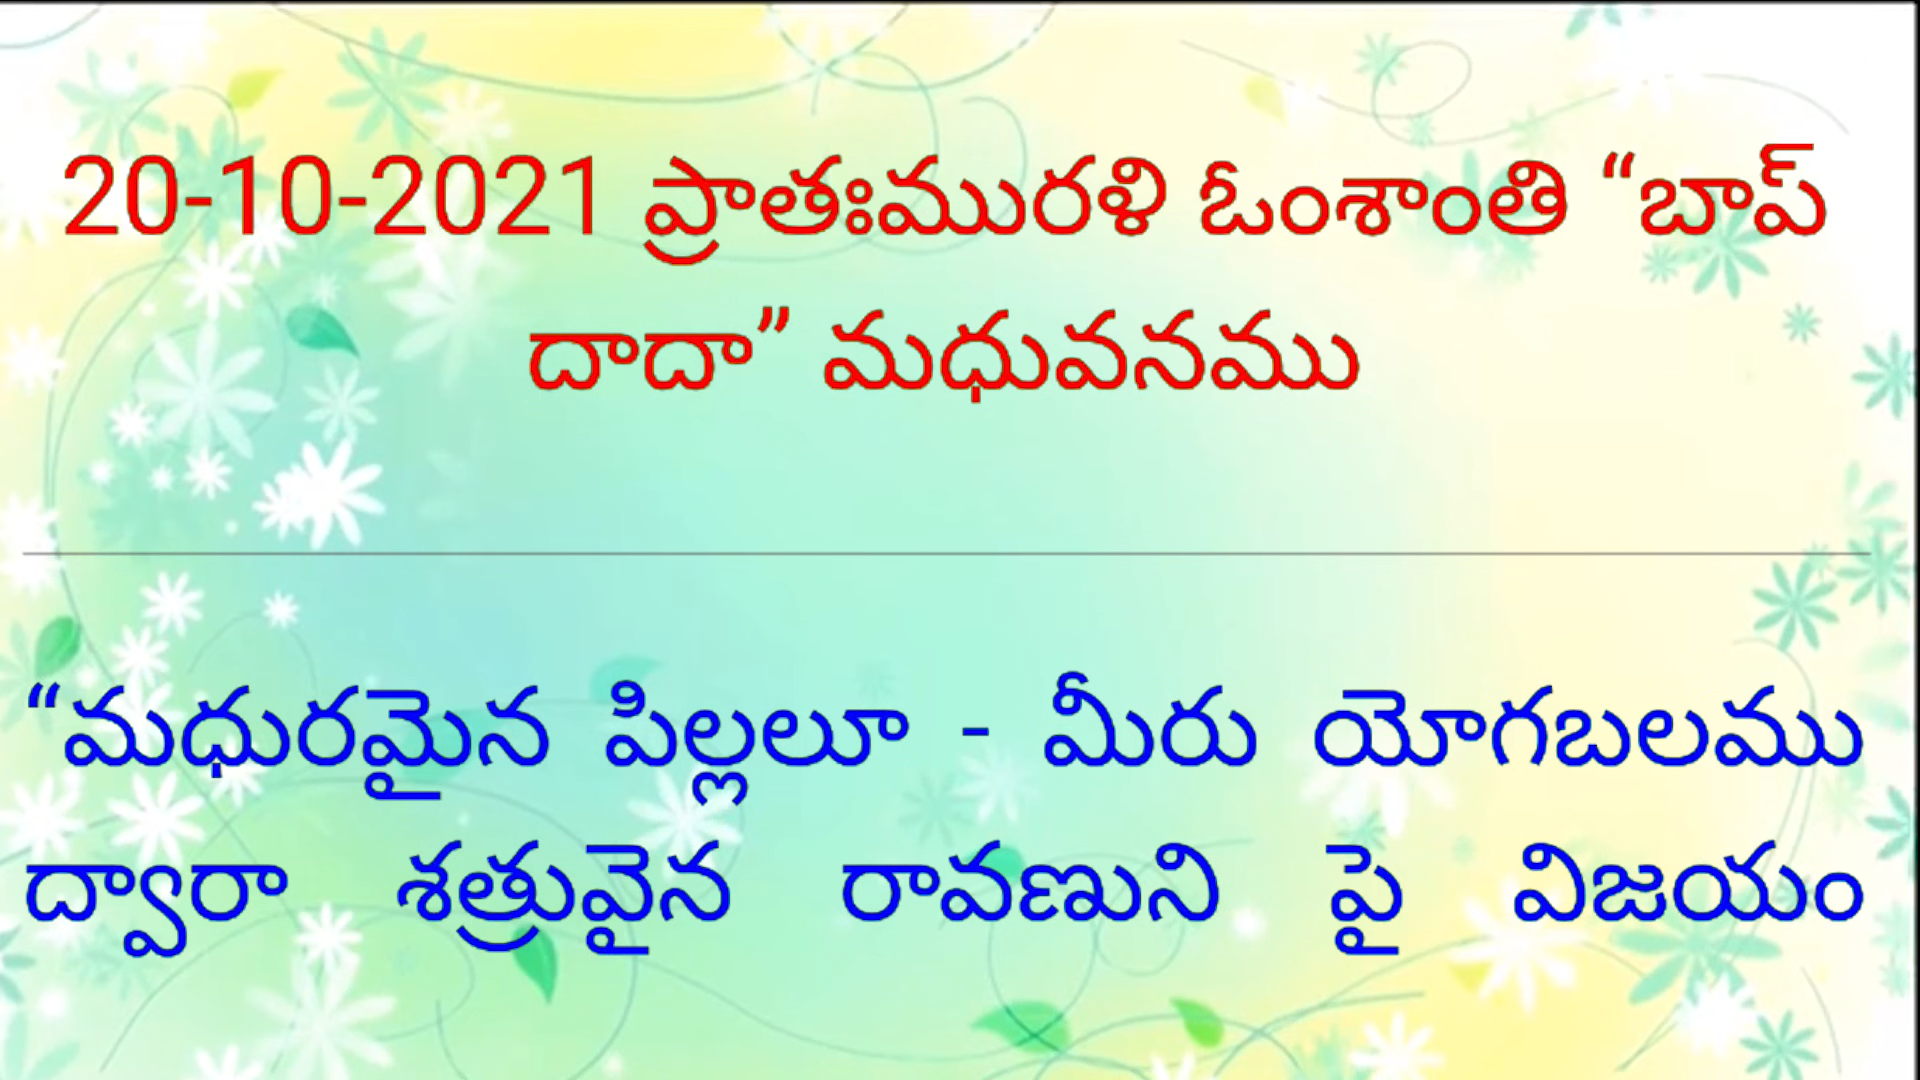 20-10-2021 ప్రాతఃమురళి ఓంశాంతి “బాప్
దాదా” మధువనము
“మధురమైన పిల్లలూ - మీరు యోగబలము
ద్వారా శత్రువైన రావణుని పై విజయం